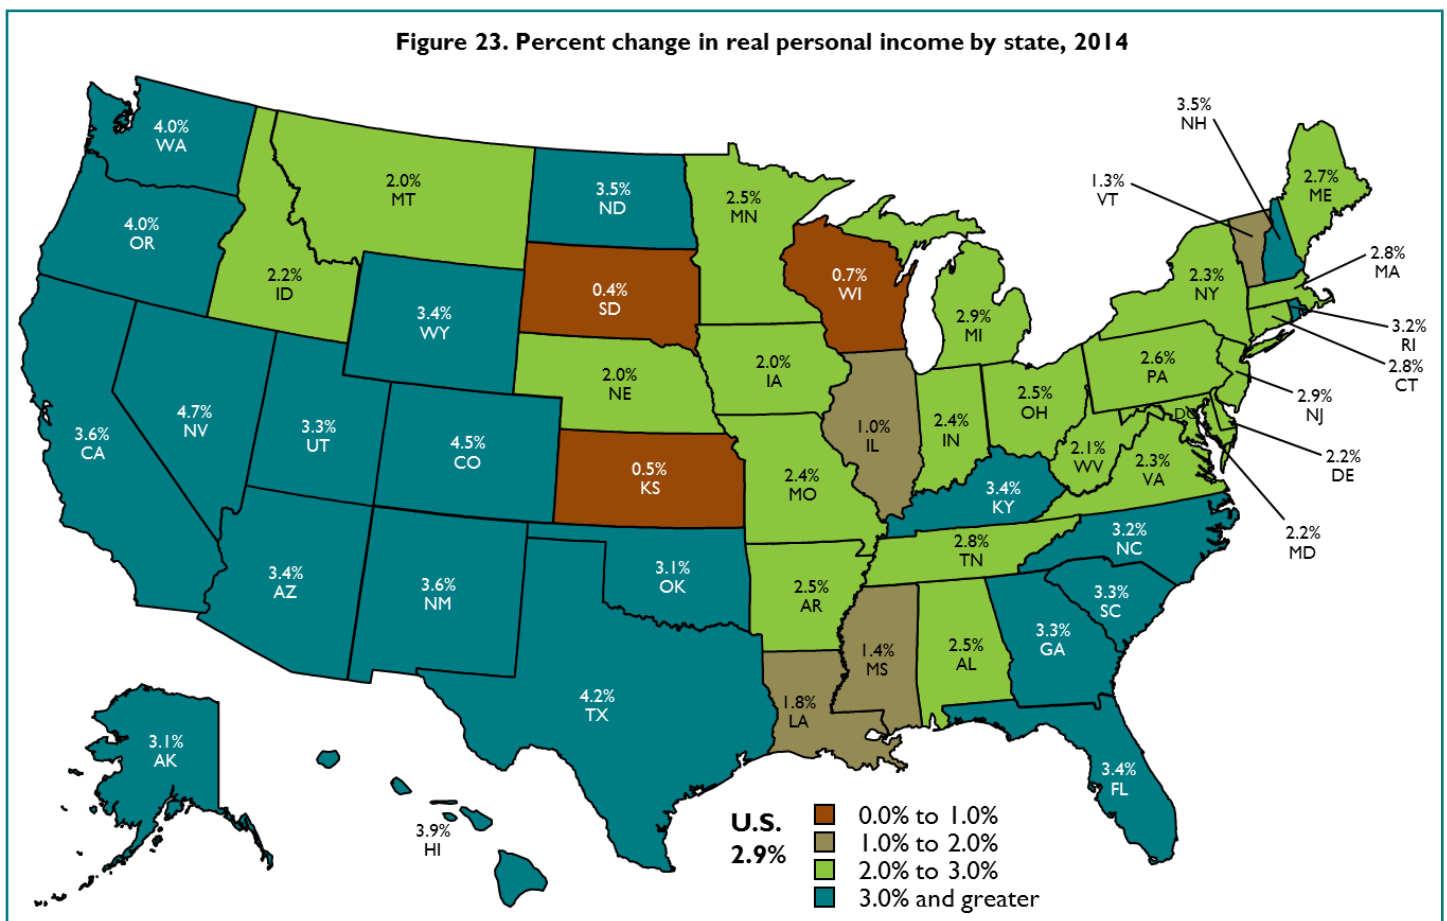 Figure 23. Percent change in real personal income by state, 2014
4.0%
WA
4.0%
OR
2.0%
MT
2.2%
ID
3.5%
ND
0.4%
SD
2.5%
MN
0.7%
WI
3.4%
WY
2.0%
NE
2.0%
IA
2.9%
MI
3.5%
NH
1.3%
VT
2.7%
ME
2.8%
MA
2.3%
NY
3.2%
RI
2.8%
CT
2.6%
PA
2.9%
NJ
DC
2.2%
DE
2.2%
MD
3.6%
CA
4.7%
NV
3.3%
UT
4.5%
CO
0.5%
KS
2.4%
MO
1.0%
IL
2.4%
IN
2.5%
OH
2.1%
WV
2.3%
VA
3.4%
KY
3.2%
NC
2.8%
TN
3.3%
SC
3.4%
AZ
3.6%
NM
3.1%
OK
2.5%
AR
1.4%
MS
2.5%
AL
3.3%
GA
4.2%
TX
1.8%
LA
3.4%
FL
3.1%
AK
3.9%
HI
U.S.
2.9%
0.0% to 1.0%
1.0% to 2.0%
2.0% to 3.0%
3.0% and greater